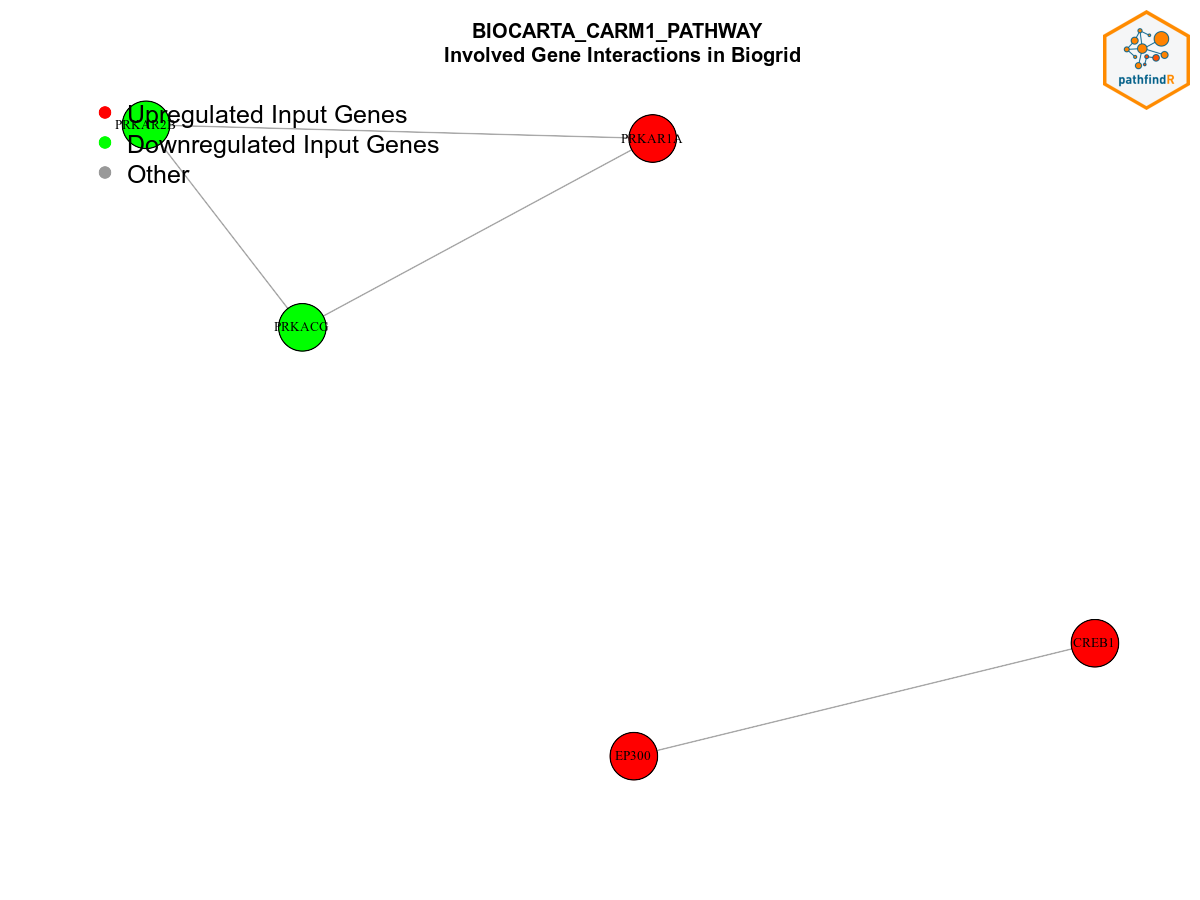 BIOCARTA_CARM1_PATHWAY
Involved Gene Interactions in Biogrid
pathfindR
Upregulated Input Genes
PRKAR2B
PRKAR1A
Downregulated Input Genes
Other
PRKACG
CREB1
EP300